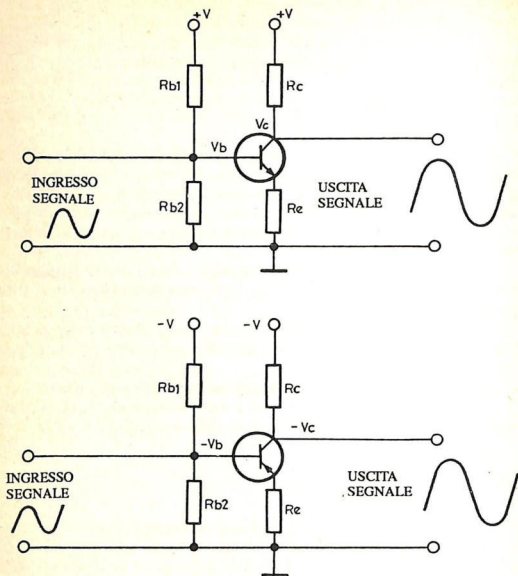 +V
+V
Rb1
Rc
Vc
Vb
INGRESSO
SEGNALE
Rb2
Re
USCITA
SEGNALE
-V
-V
Rb1
Rc
-Vc
-Vb
INGRESSO
SEGNALE
Rb2
Re
USCITA
SEGNALE